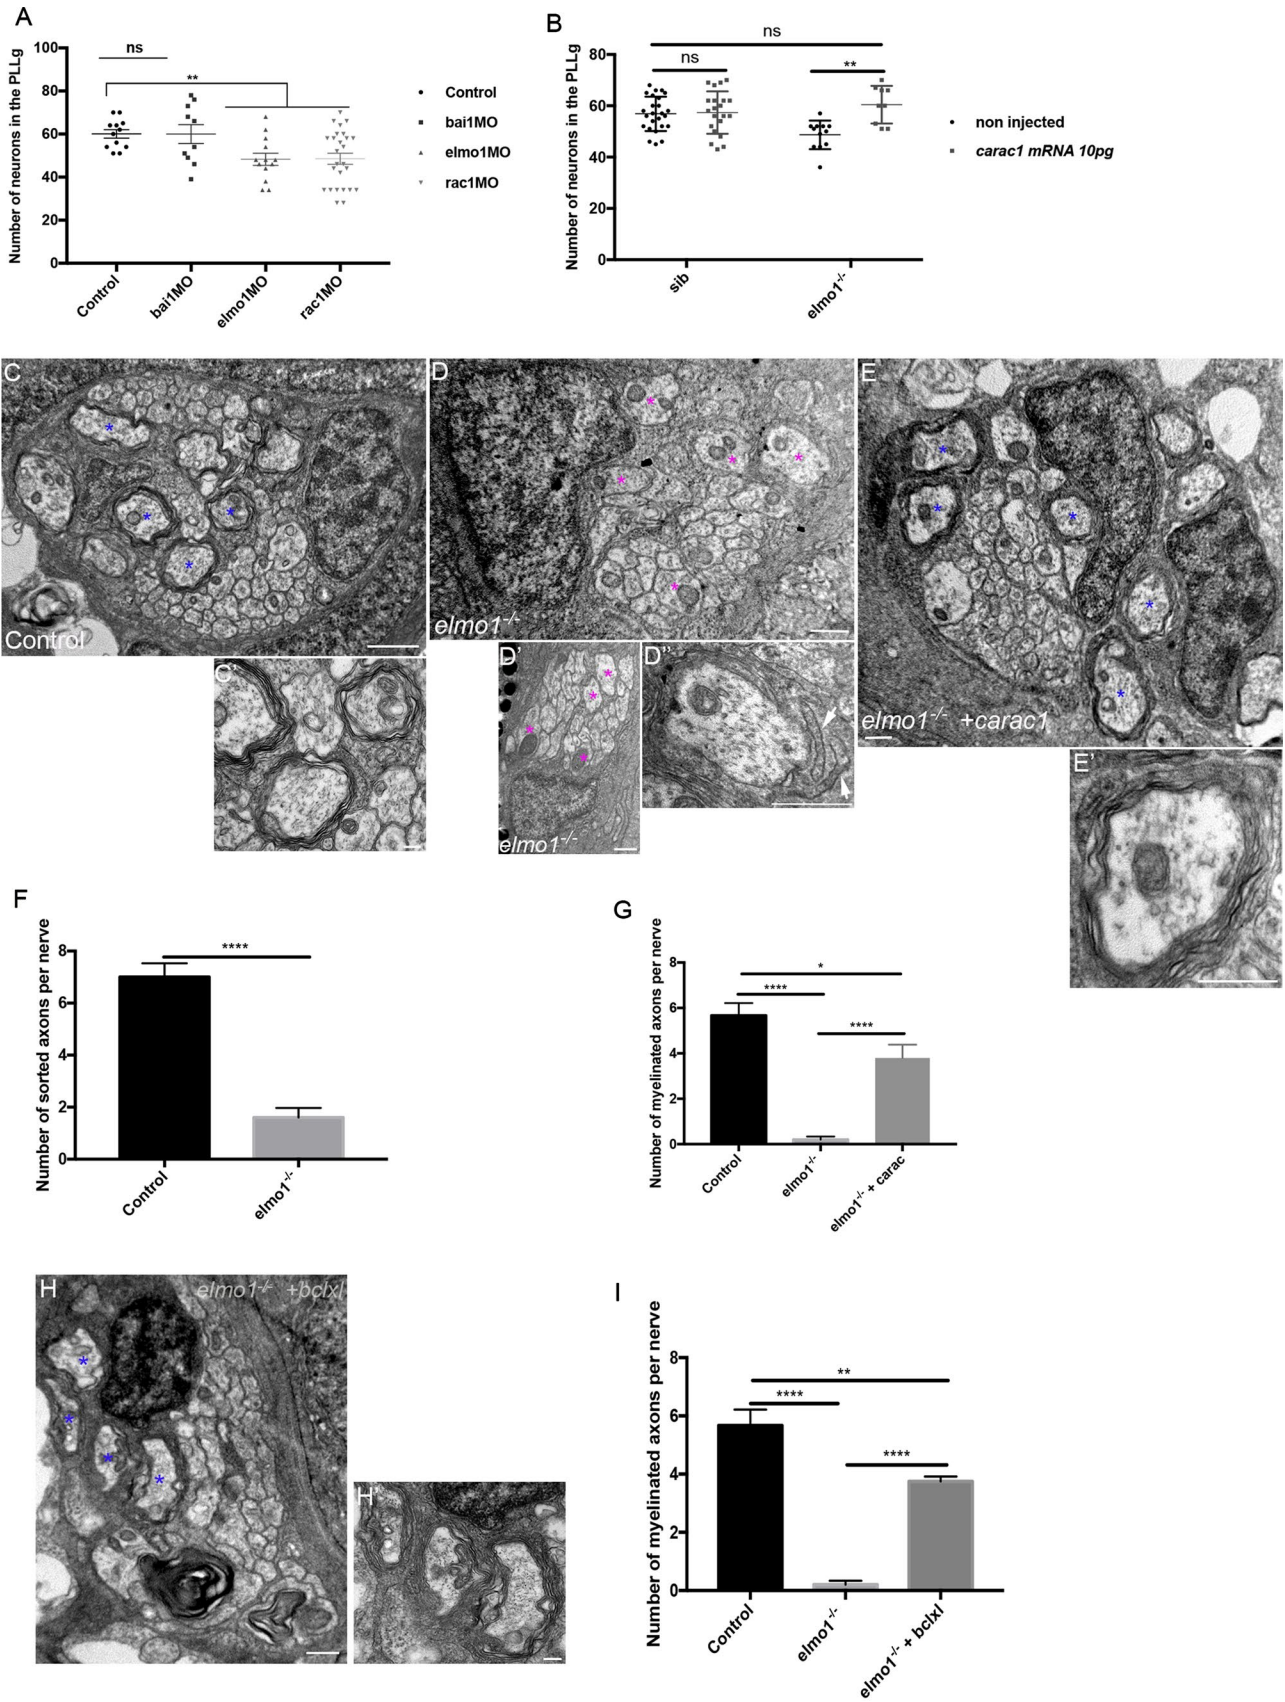 A
Number of neurons in the PLLg
100
80
60
40
20
0
ns
**
Control
bai1MO
elmo1MO
rac1MO
Control
bai1MO
elmo1MO
rac1MO
B
Number of neurons in the PLLg
80
60
40
20
0
ns
ns
**
sib
elmo1-/-
non injected
carac1 mRNA 10pg
C
Control
C'
D
elmo1-/-
D'
elmo1-/-
D''
E
elmo1-/- +carac1
E'
F
Number of sorted axons per nerve
8
6
4
2
0
****
Control
elmo1-/-
G
Number of myelinated axons per nerve
8
6
4
2
0
*
****
****
Control
elmo1-/-
elmo1-/- + carac
H
elmo1-/- +bclxl
H'
I
Number of myelinated axons per nerve
8
6
4
2
0
**
****
****
Control
elmo1-/-
elmo1-/- + bclxl